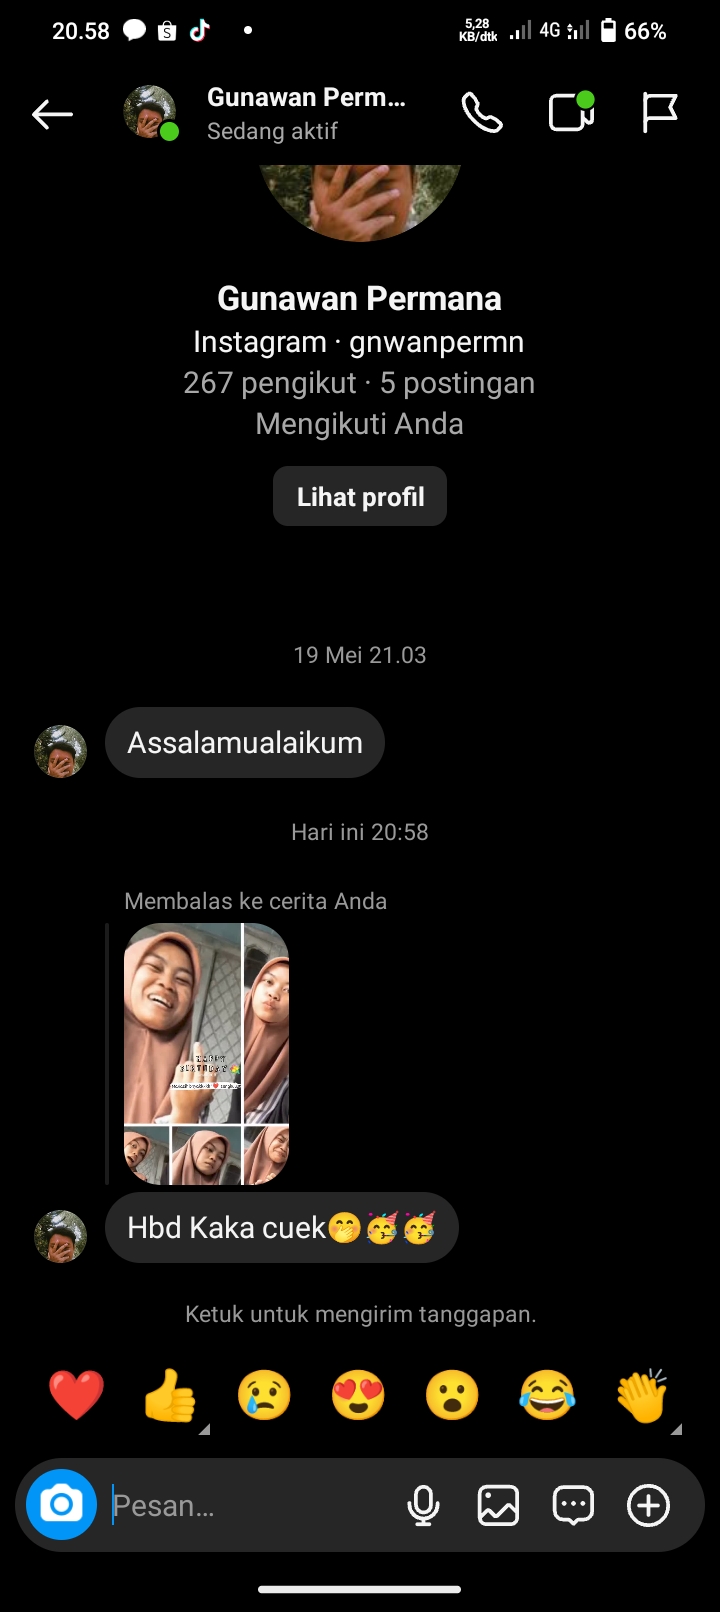 20.58
5,28
KB/dtk
4G
66%
Gunawan Perm...
Sedang aktif
Gunawan Permana
Instagram · gnwanpermn
267 pengikut · 5 postingan
Mengikuti Anda
Lihat profil
19 Mei 21.03
Assalamualaikum
Hari ini 20:58
Membalas ke cerita Anda
HAPPY
BIRTHDAY
Hbd Kaka cuek🤭🥳🥳
Ketuk untuk mengirim tanggapan.
Pesan...